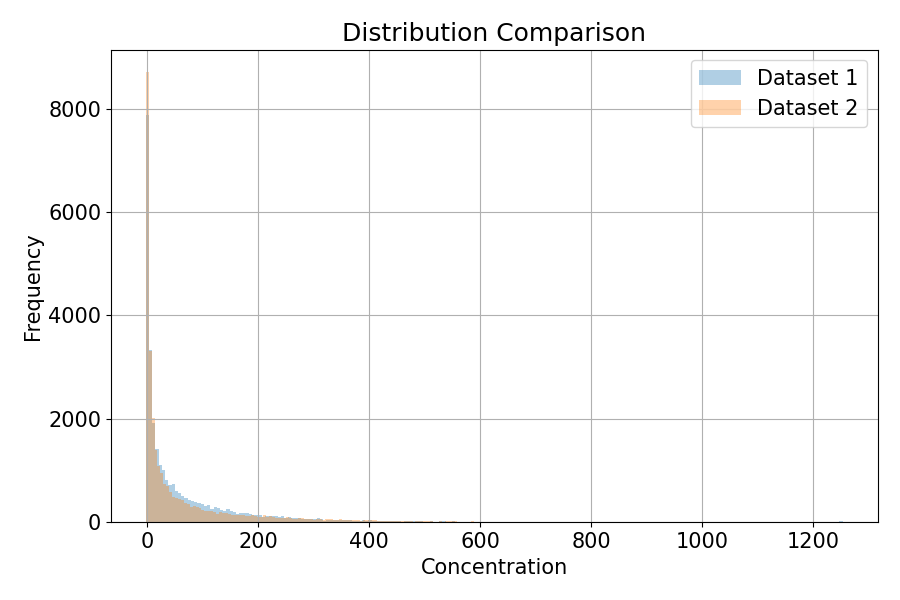 Distribution Comparison
Dataset 1
Dataset 2
Frequency
8000
6000
4000
2000
0
0 200 400 600 800 1000 1200
Concentration